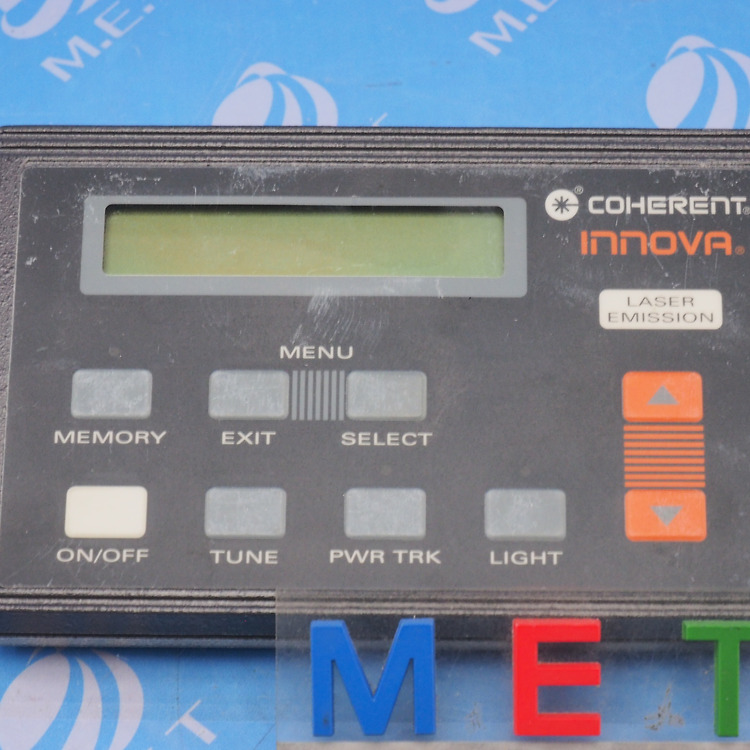 M.E.T
M.E.
COHERENT®
INNOVA®
LASER
EMISSION
MENU
MEMORY EXIT SELECT
ON/OFF TUNE PWR TRK LIGHT
MET